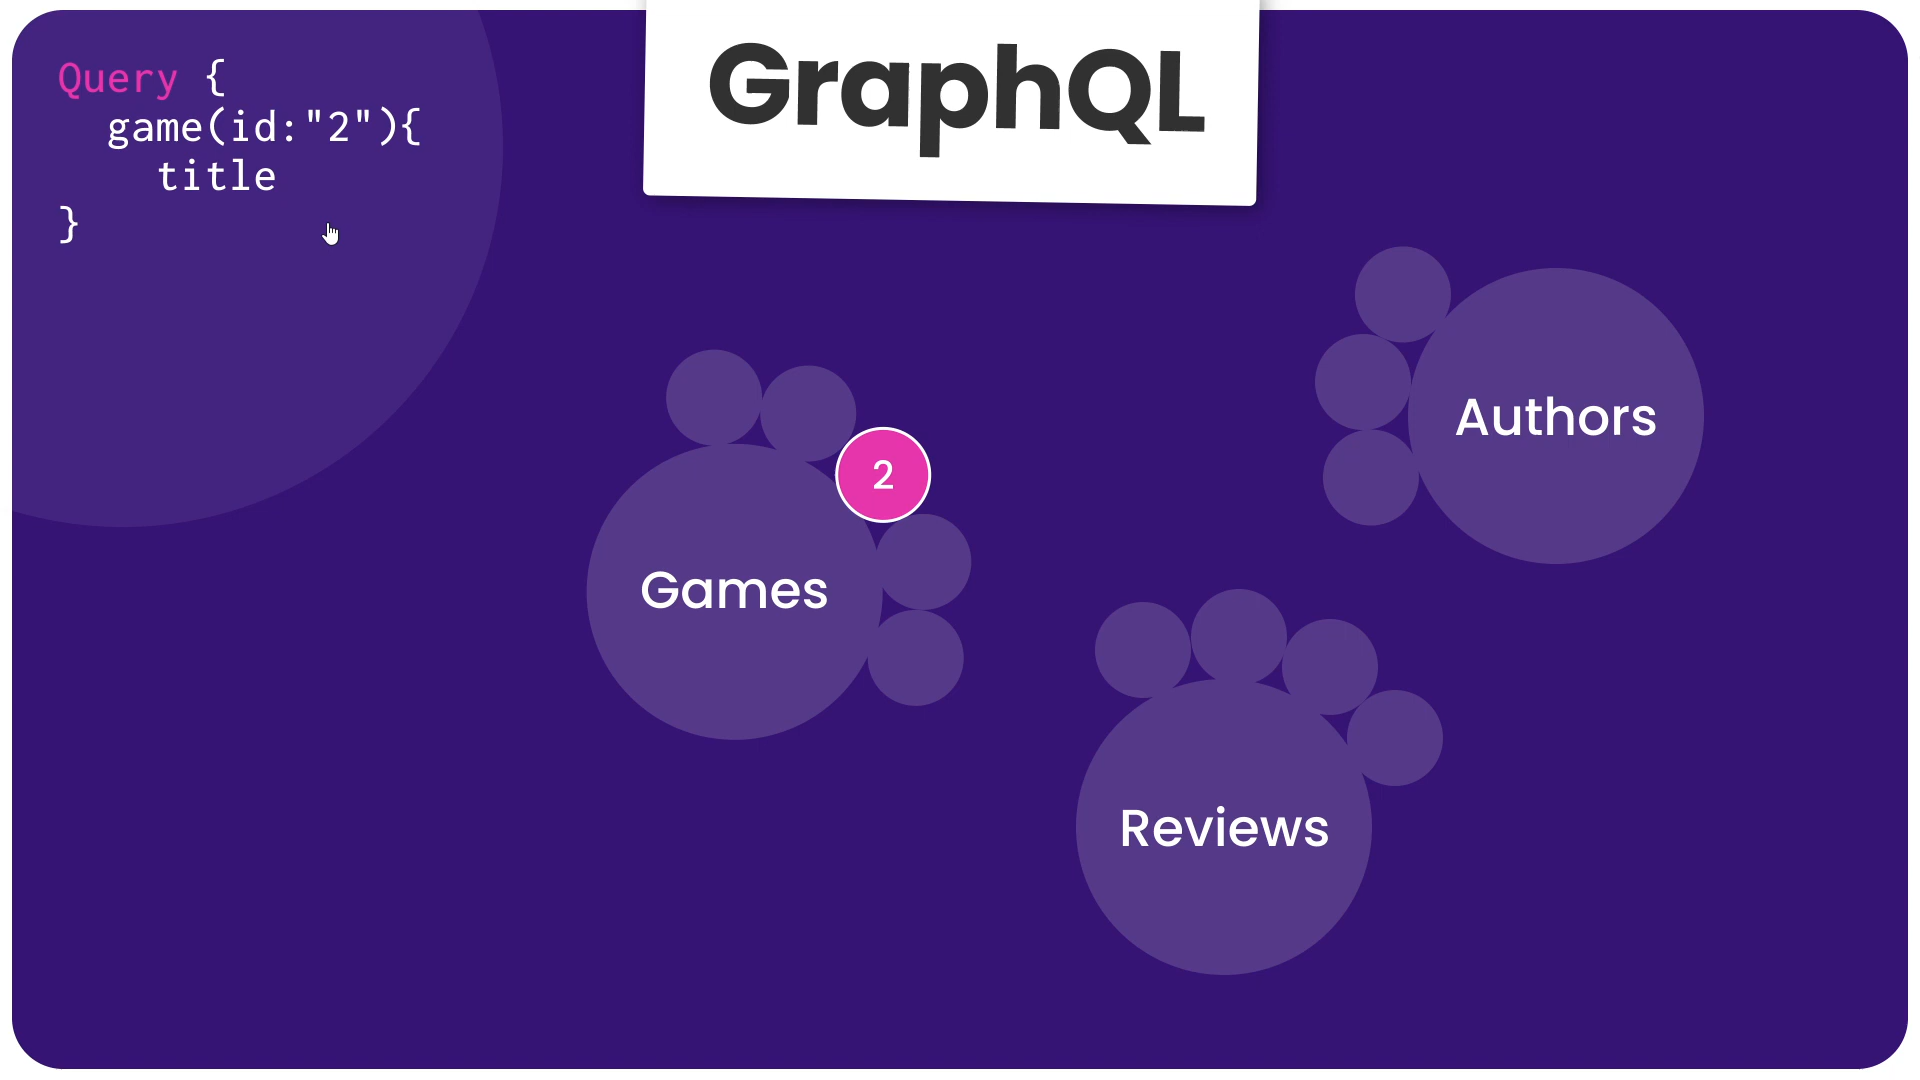 Query {
game(id:"2"){
title
}
GraphQL
Authors
2
Games
Reviews